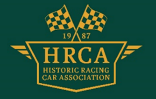 19 87
HRCA
HISTORIC RACING
CAR ASSOCIATION